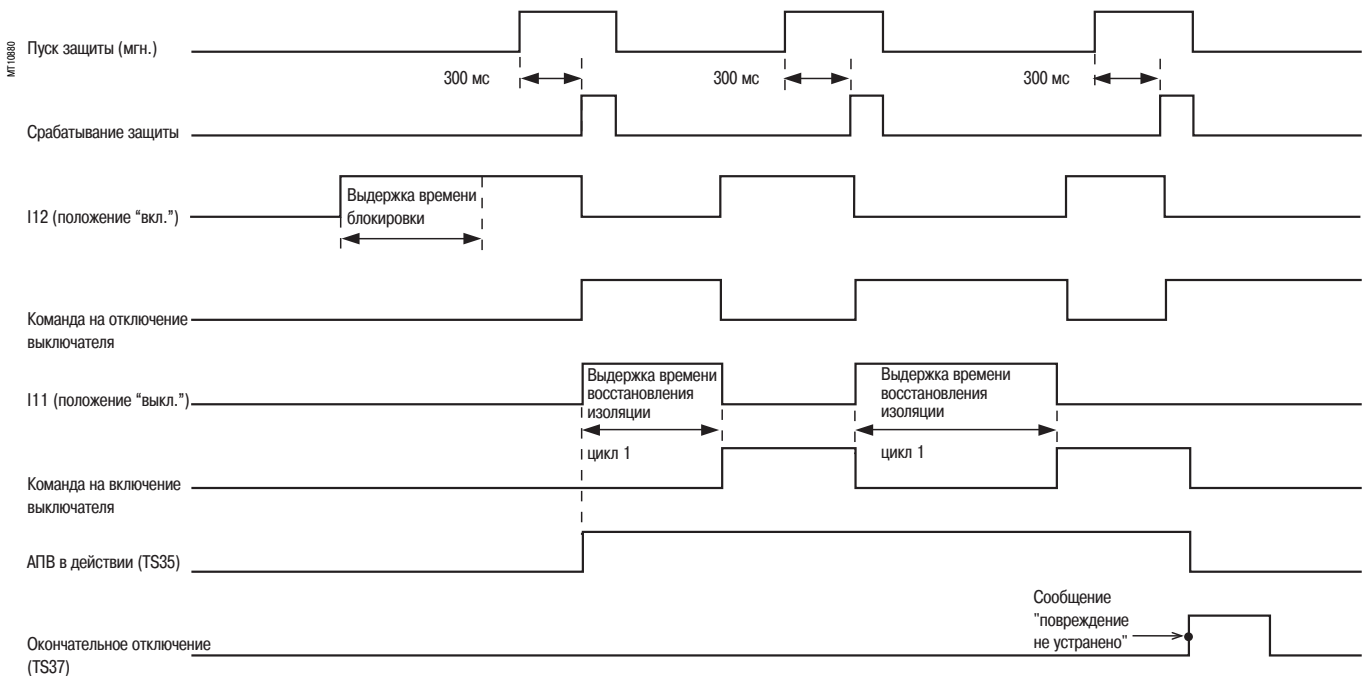 МТ10880
Пуск защиты (мгн.)
300 мс
300 мс
300 мс
Срабатывание защиты
Выдержка времени
блокировки
I12 (положение “вкл.”)
Команда на отключение
выключателя
Выдержка времени
восстановления
изоляции
Выдержка времени
восстановления
изоляции
I11 (положение “выкл.”)
цикл 1
цикл 1
Команда на включение
выключателя
АПВ в действии (TS35)
Сообщение
"повреждение
не устранено"
Окончательное отключение
(TS37)